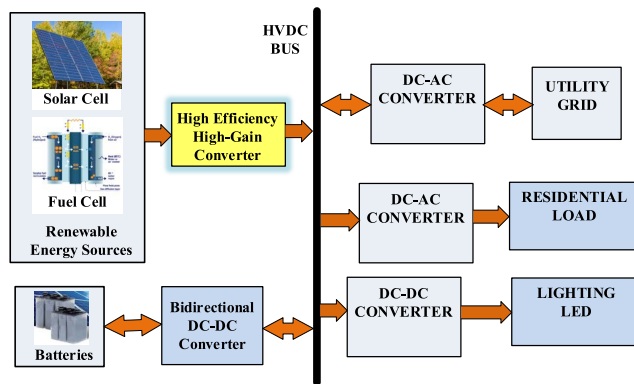 HVDC
BUS
Solar Cell
Fuel Cell
Renewable
Energy Sources
High Efficiency
High-Gain
Converter
DC-AC
CONVERTER
UTILITY
GRID
DC-AC
CONVERTER
RESIDENTIAL
LOAD
Batteries
Bidirectional
DC-DC
Converter
DC-DC
CONVERTER
LIGHTING
LED